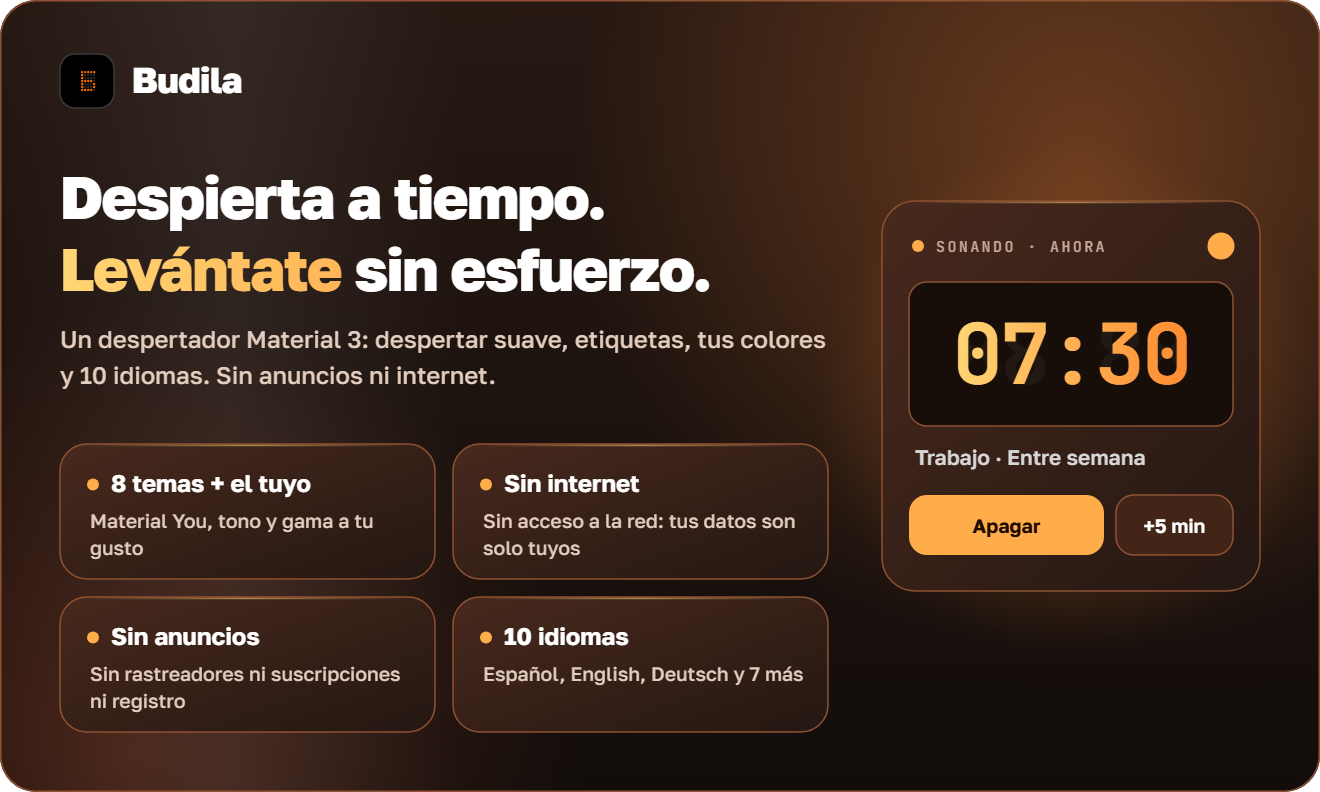 Budila
Despierta a tiempo.
Levántate sin esfuerzo.
Un despertador Material 3: despertar suave, etiquetas, tus colores
y 10 idiomas. Sin anuncios ni internet.
8 temas + el tuyo
Material You, tono y gama a tu
gusto
Sin internet
Sin acceso a la red: tus datos son
solo tuyos
Sin anuncios
Sin rastreadores ni suscripciones
ni registro
10 idiomas
Español, English, Deutsch y 7 más
SONANDO · AHORA
07:30
Trabajo · Entre semana
Apagar
+5 min